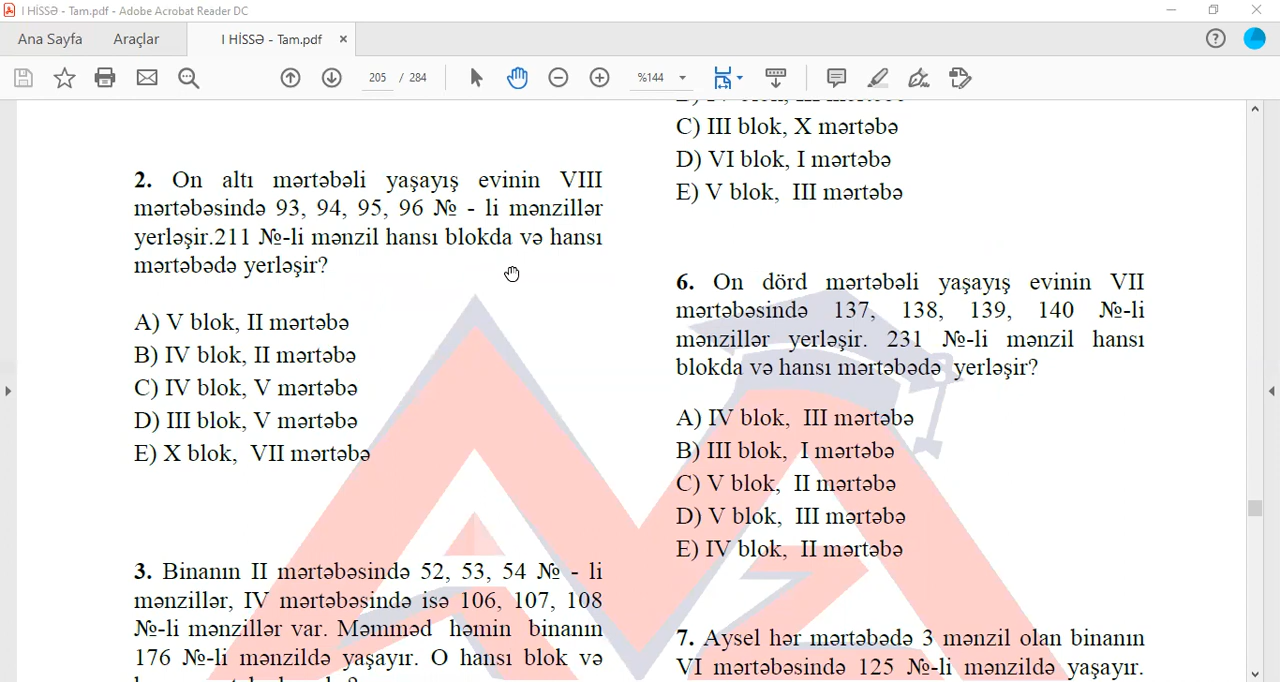 I HİSSƏ - Tam.pdf - Adobe Acrobat Reader DC
Ana Sayfa
Araçlar
I HİSSƏ - Tam.pdf
205 / 284
%144
2. On altı mərtəbəli yaşayış evinin VIII
mərtəbəsində 93, 94, 95, 96 № - li mənzillər
yerləşir.211 №-li mənzil hansı blokda və hansı
mərtəbədə yerləşir?
A) V blok, II mərtəbə
B) IV blok, II mərtəbə
C) IV blok, V mərtəbə
D) III blok, V mərtəbə
E) X blok, VII mərtəbə
3. Binanın II mərtəbəsində 52, 53, 54 № - li
mənzillər, IV mərtəbəsində isə 106, 107, 108
№-li mənzillər var. Məmməd həmin binanın
176 №-li mənzildə yaşayır. O hansı blok və
C) III blok, X mərtəbə
D) VI blok, I mərtəbə
E) V blok, III mərtəbə
6. On dörd mərtəbəli yaşayış evinin VII
mərtəbəsində 137, 138, 139, 140 №-li
mənzillər yerləşir. 231 №-li mənzil hansı
blokda və hansı mərtəbədə yerləşir?
A) IV blok, III mərtəbə
B) III blok, I mərtəbə
C) V blok, II mərtəbə
D) V blok, III mərtəbə
E) IV blok, II mərtəbə
7. Aysel hər mərtəbədə 3 mənzil olan binanın
VI mərtəbəsində 125 №-li mənzildə yaşayır.